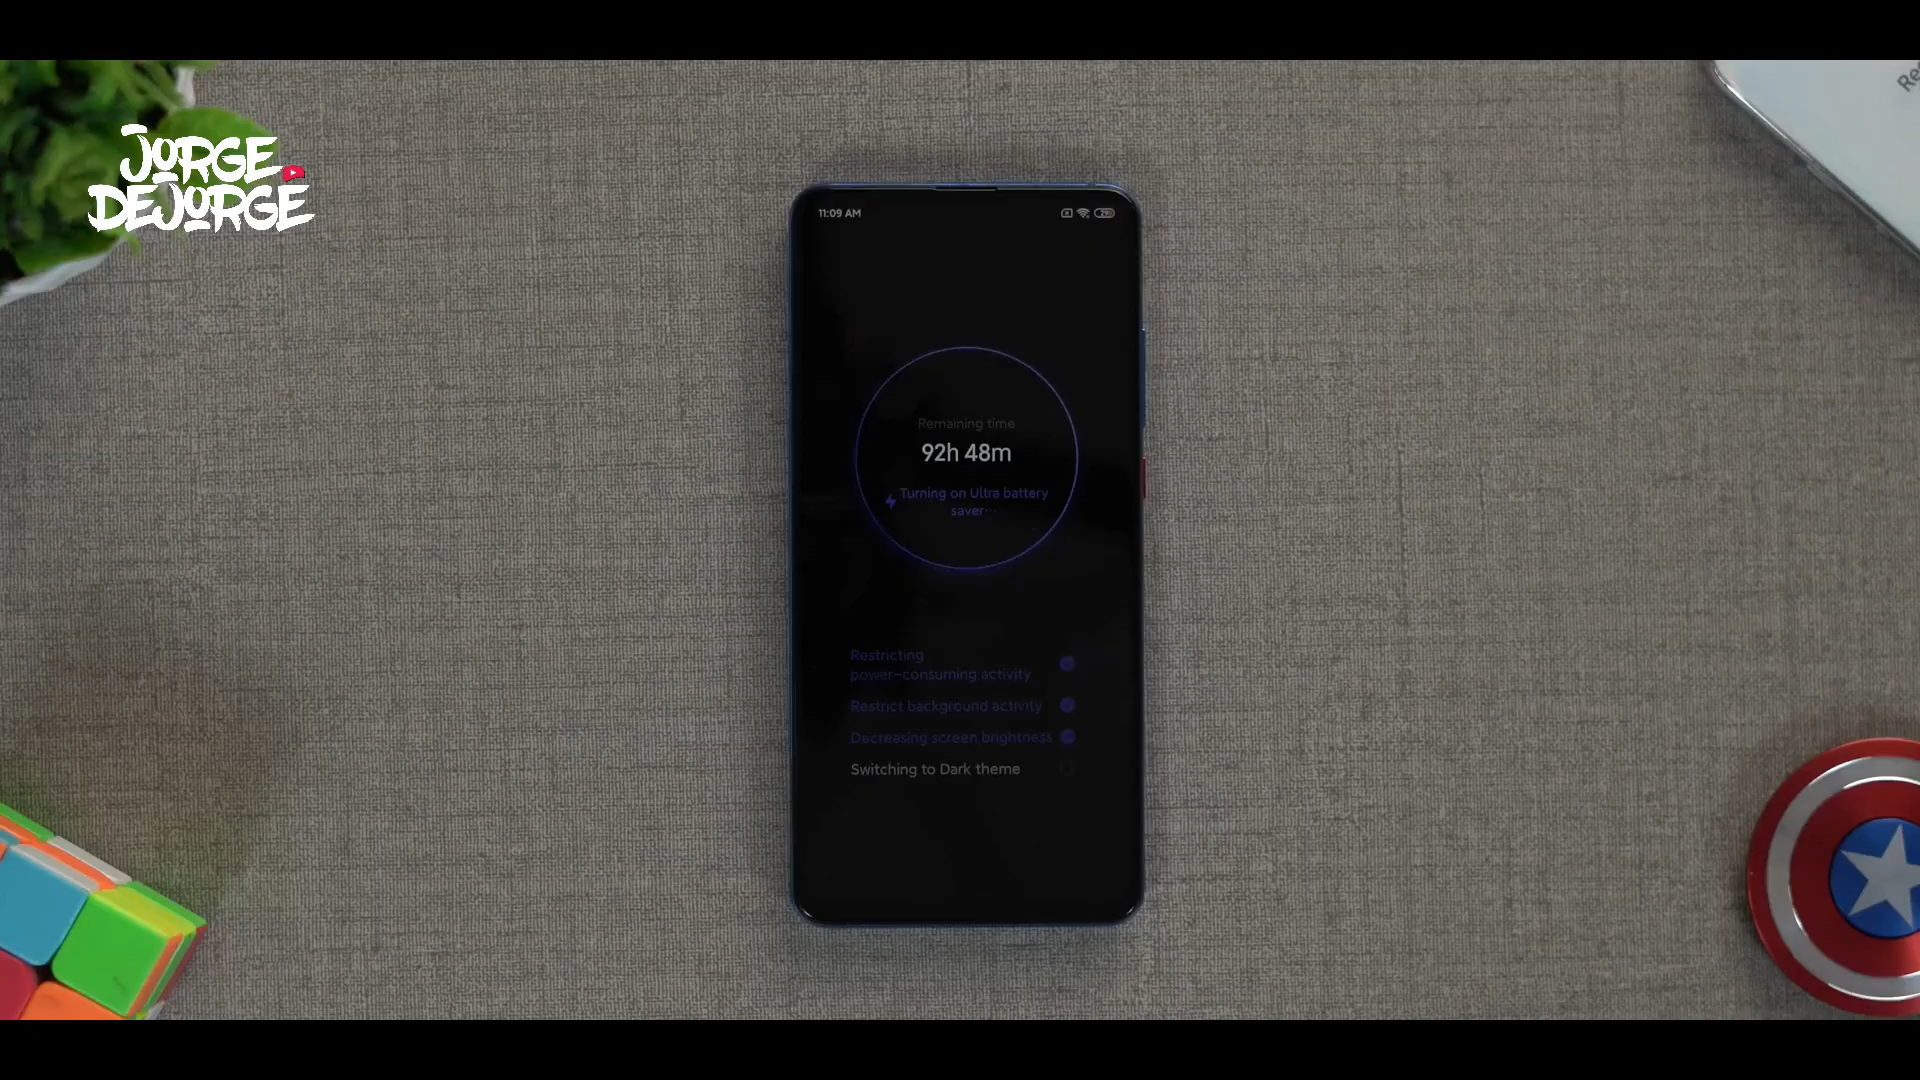 JORGE
DEJORGE
11:09 AM
Remaining time
92h 48m
Turning on Ultra battery
saver···
Restricting
power-consuming activity
Restrict background activity
Decreasing screen brightness
Switching to Dark theme